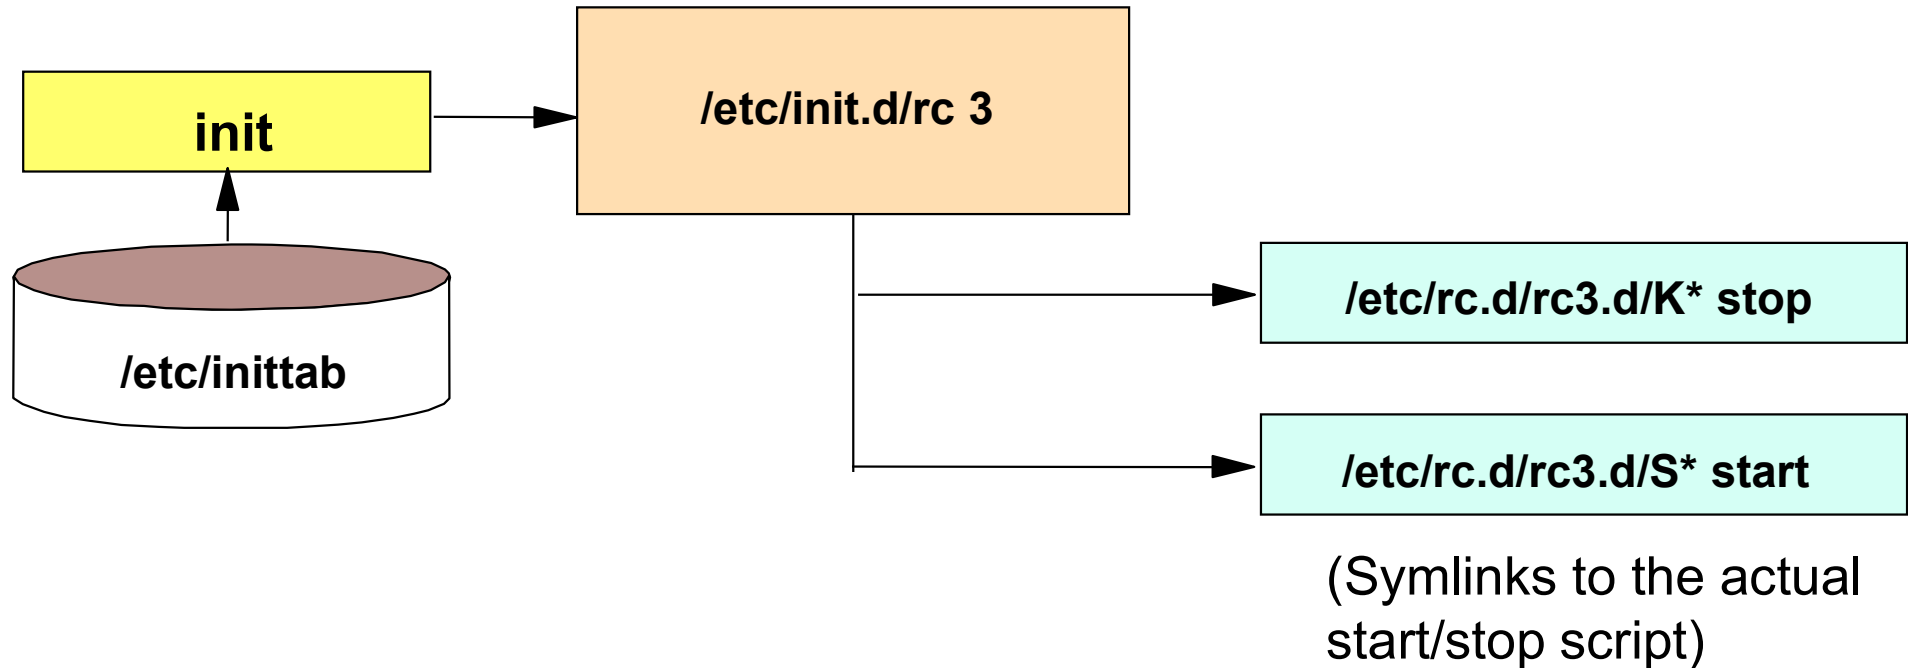 /etc/init.d/rc 3
init
/etc/rc.d/rc3.d/K* stop
/etc/inittab
/etc/rc.d/rc3.d/S* start
(Symlinks to the actual
start/stop script)